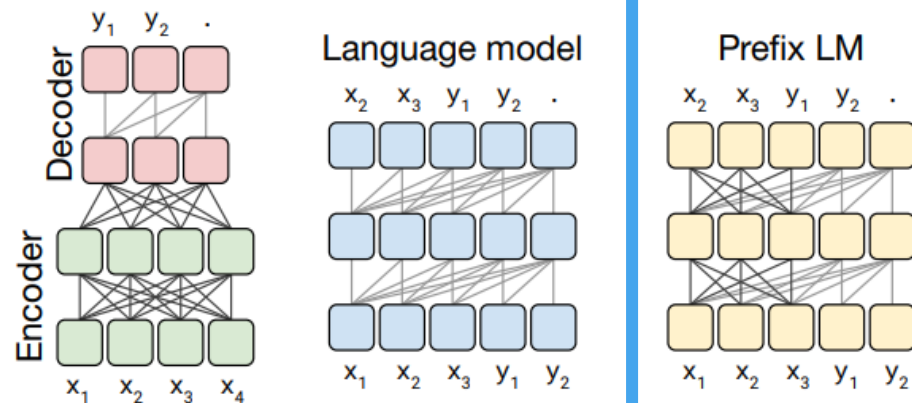 y₁ y₂ .
Decoder
Encoder
x₁ x₂ x₃ x₄
Language model
x₂ x₃ y₁ y₂ .
x₁ x₂ x₃ y₁ y₂
Prefix LM
x₂ x₃ y₁ y₂ .
x₁ x₂ x₃ y₁ y₂